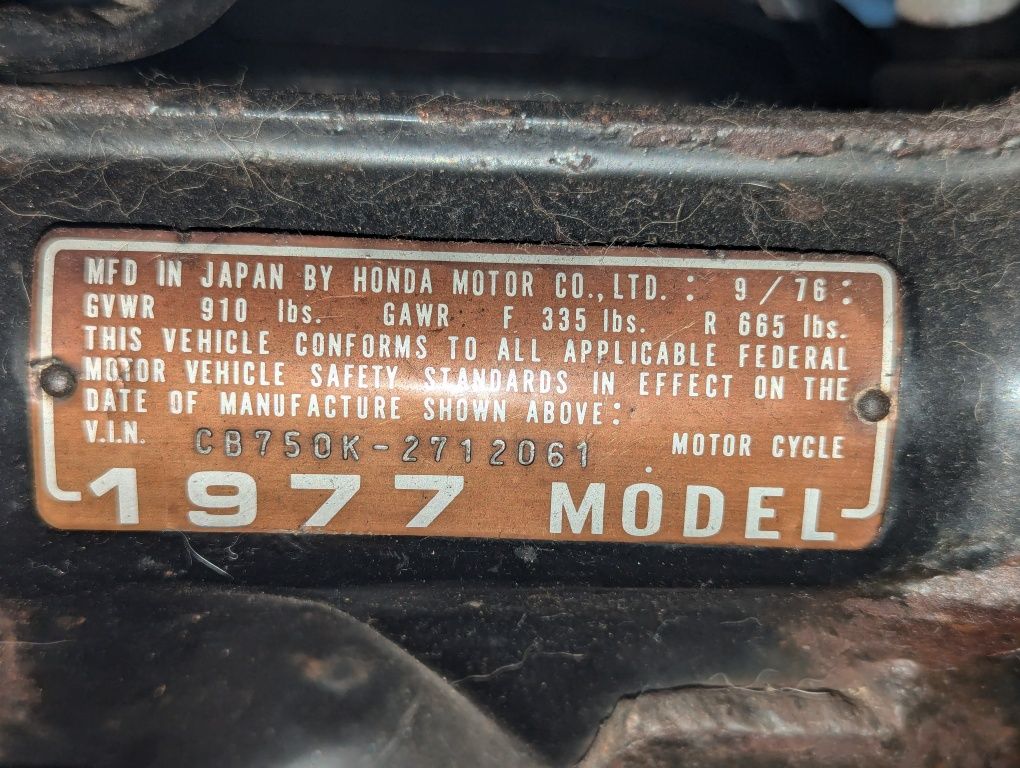 MFD IN JAPAN BY HONDA MOTOR CO., LTD. : 9 / 76 :
GVWR 910 lbs. GAWR F 335 lbs. R 665 lbs.
THIS VEHICLE CONFORMS TO ALL APPLICABLE FEDERAL
MOTOR VEHICLE SAFETY STANDARDS IN EFFECT ON THE
DATE OF MANUFACTURE SHOWN ABOVE :
V.I.N. CB750K-2712061 MOTOR CYCLE
1977 MODEL